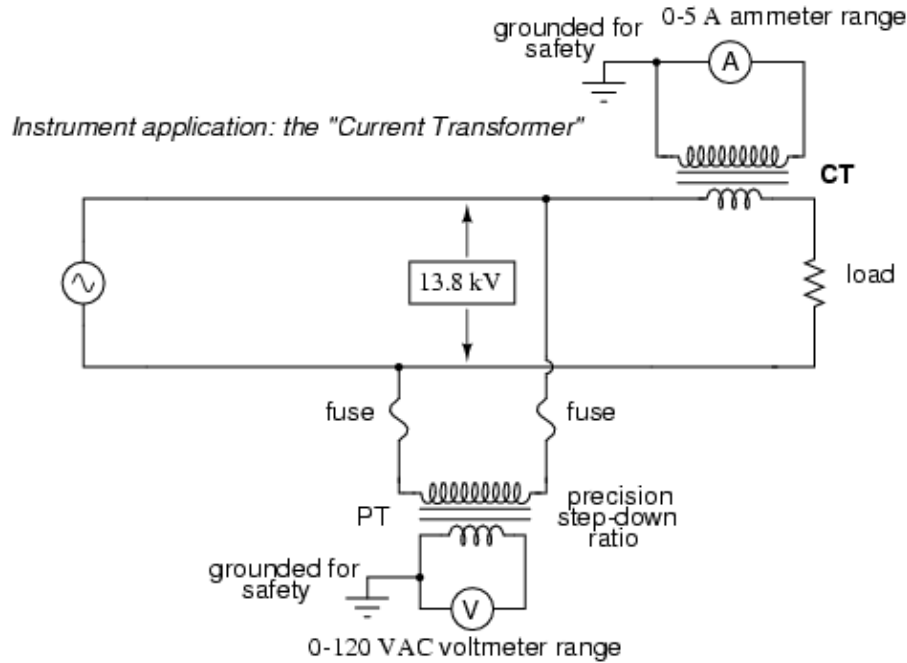 0-5 A ammeter range
grounded for
safety
A
Instrument application: the "Current Transformer"
CT
13.8 kV
load
fuse
fuse
PT
precision
step-down
ratio
grounded for
safety
V
0-120 VAC voltmeter range